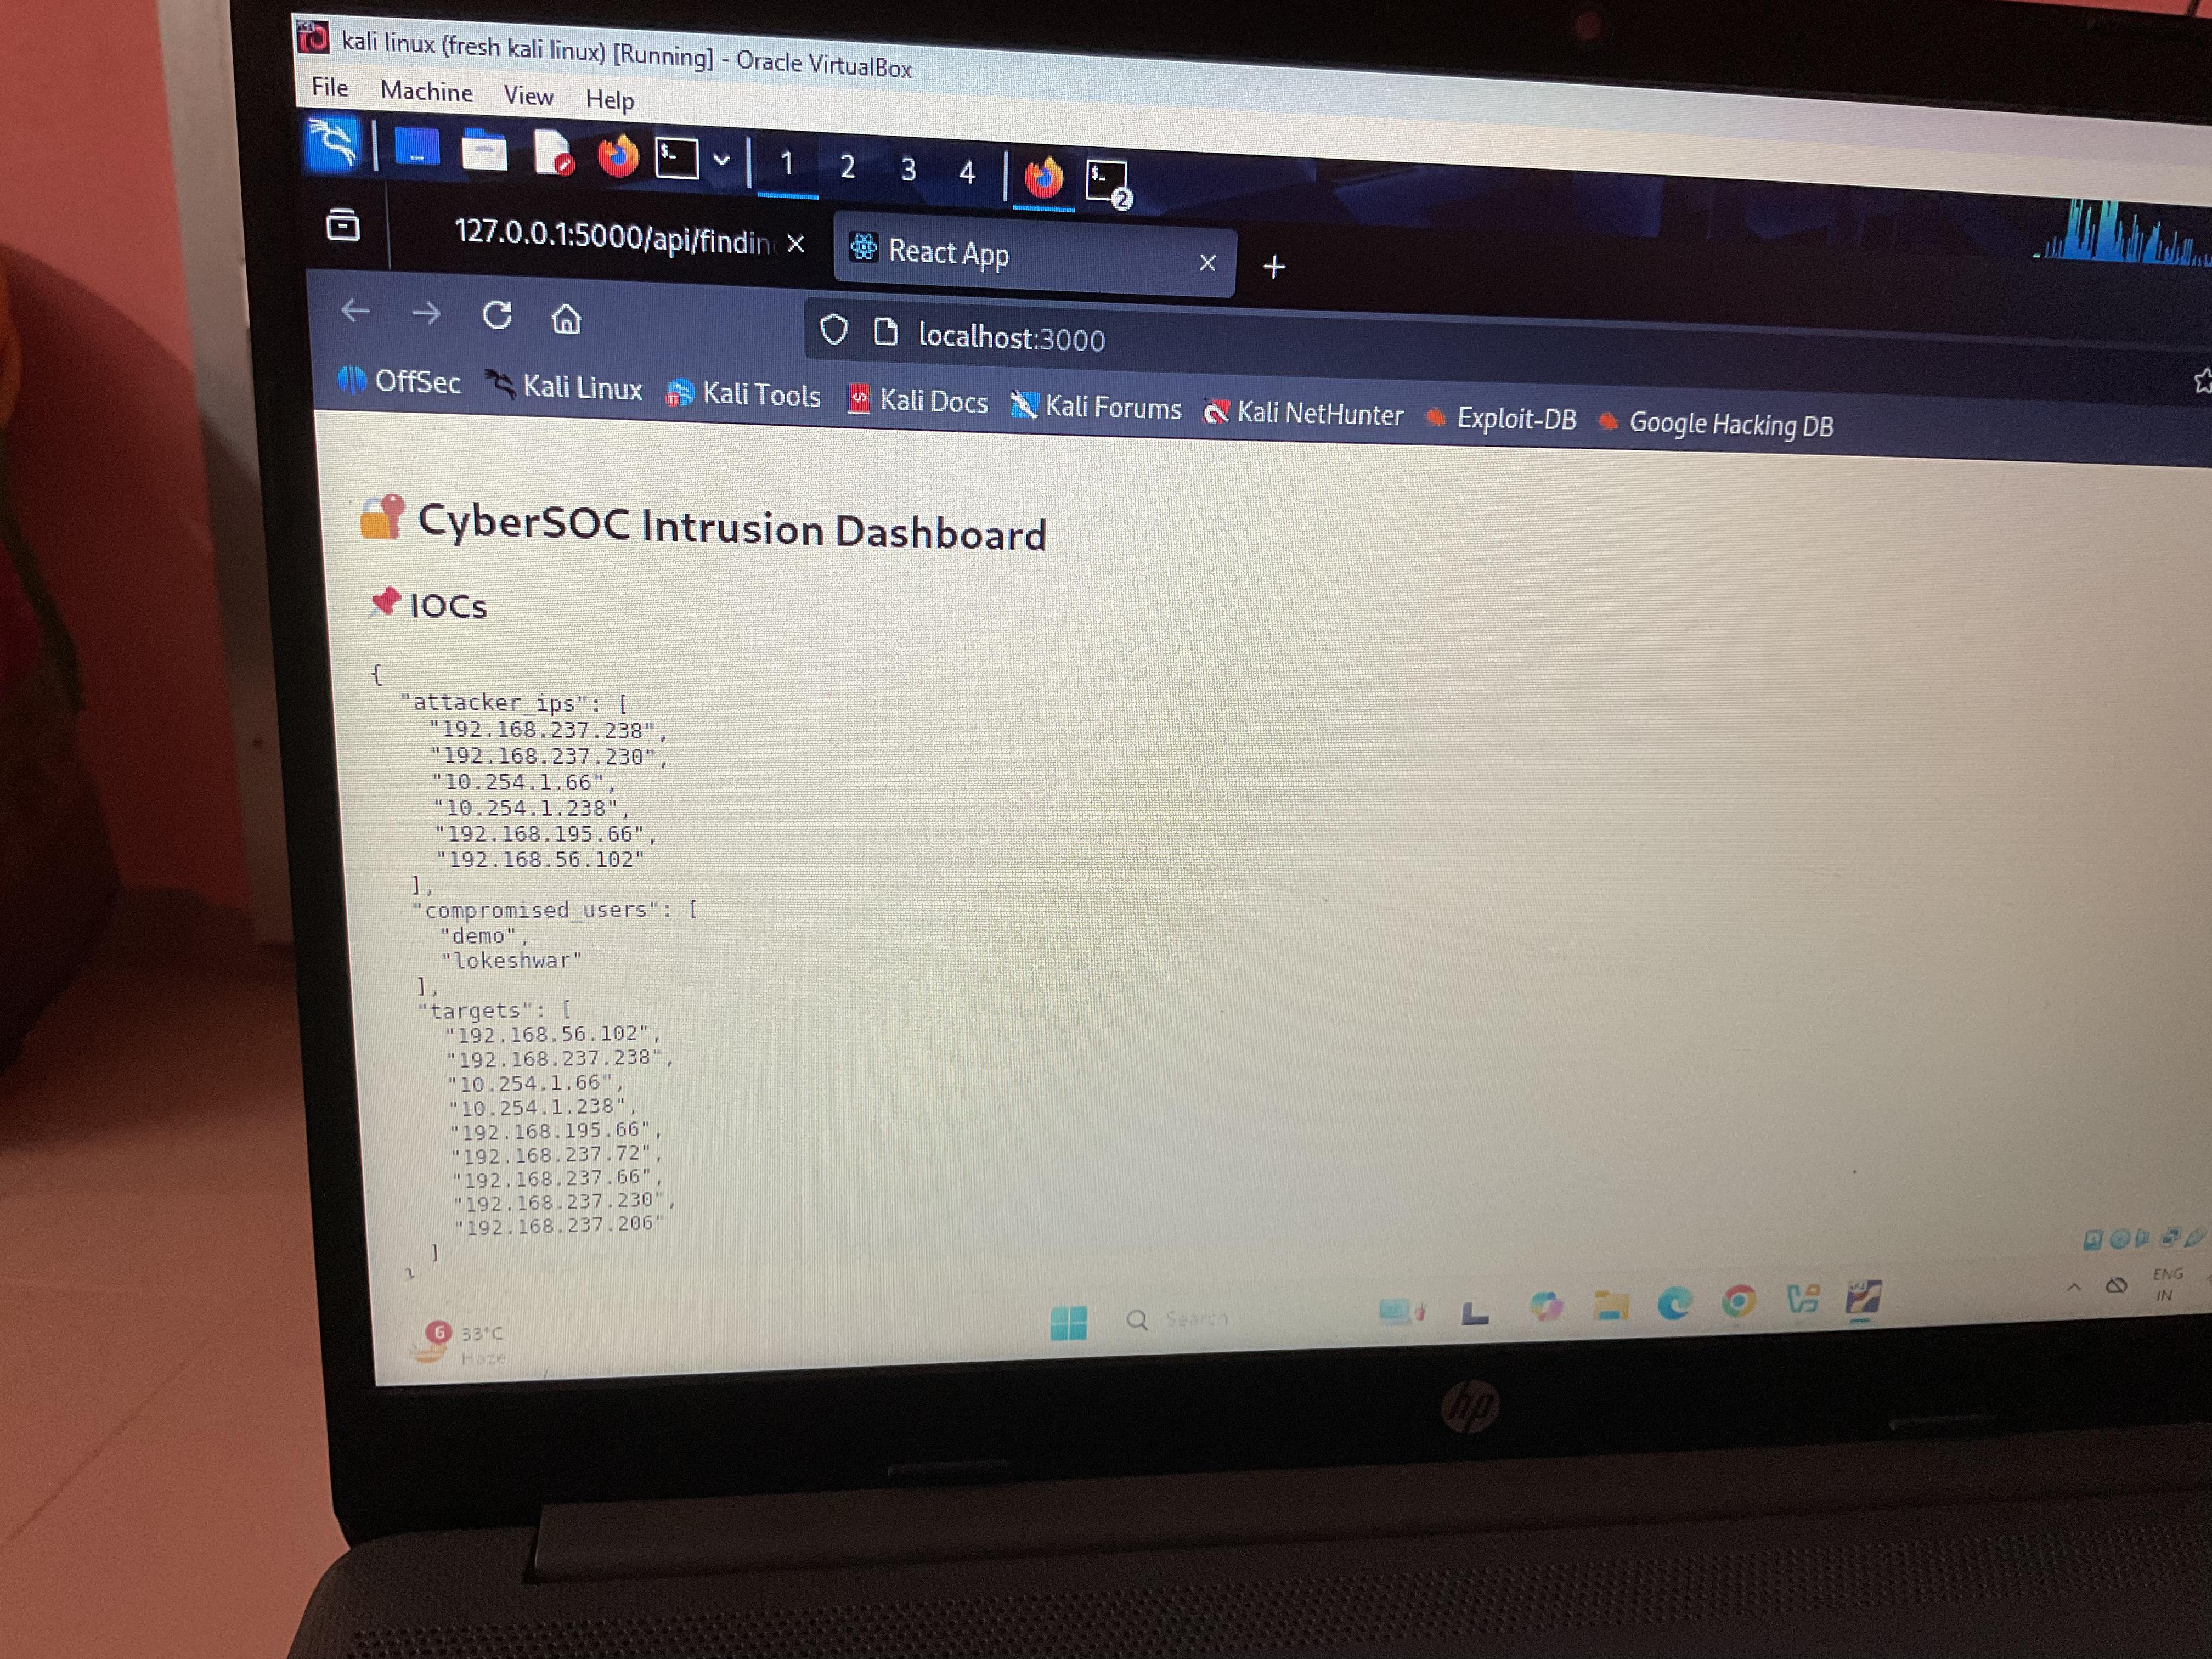 kali linux (fresh kali linux) [Running] - Oracle VirtualBox
File Machine View Help
1 2 3 4
2
127.0.0.1:5000/api/findin
React App
localhost:3000
OffSec Kali Linux Kali Tools Kali Docs Kali Forums Kali NetHunter Exploit-DB Google Hacking DB
CyberSOC Intrusion Dashboard
IOCs
{
"attacker_ips": [
"192.168.237.238",
"192.168.237.230",
"10.254.1.66",
"10.254.1.238",
"192.168.195.66",
"192.168.56.102"
],
"compromised_users": [
"demo",
"lokeshwar"
],
"targets": [
"192.168.56.102",
"192.168.237.238",
"10.254.1.66",
"10.254.1.238",
"192.168.195.66",
"192.168.237.72",
"192.168.237.66",
"192.168.237.230",
"192.168.237.206"
]
}
6 33°C
Haze
Search
ENG
IN
hp